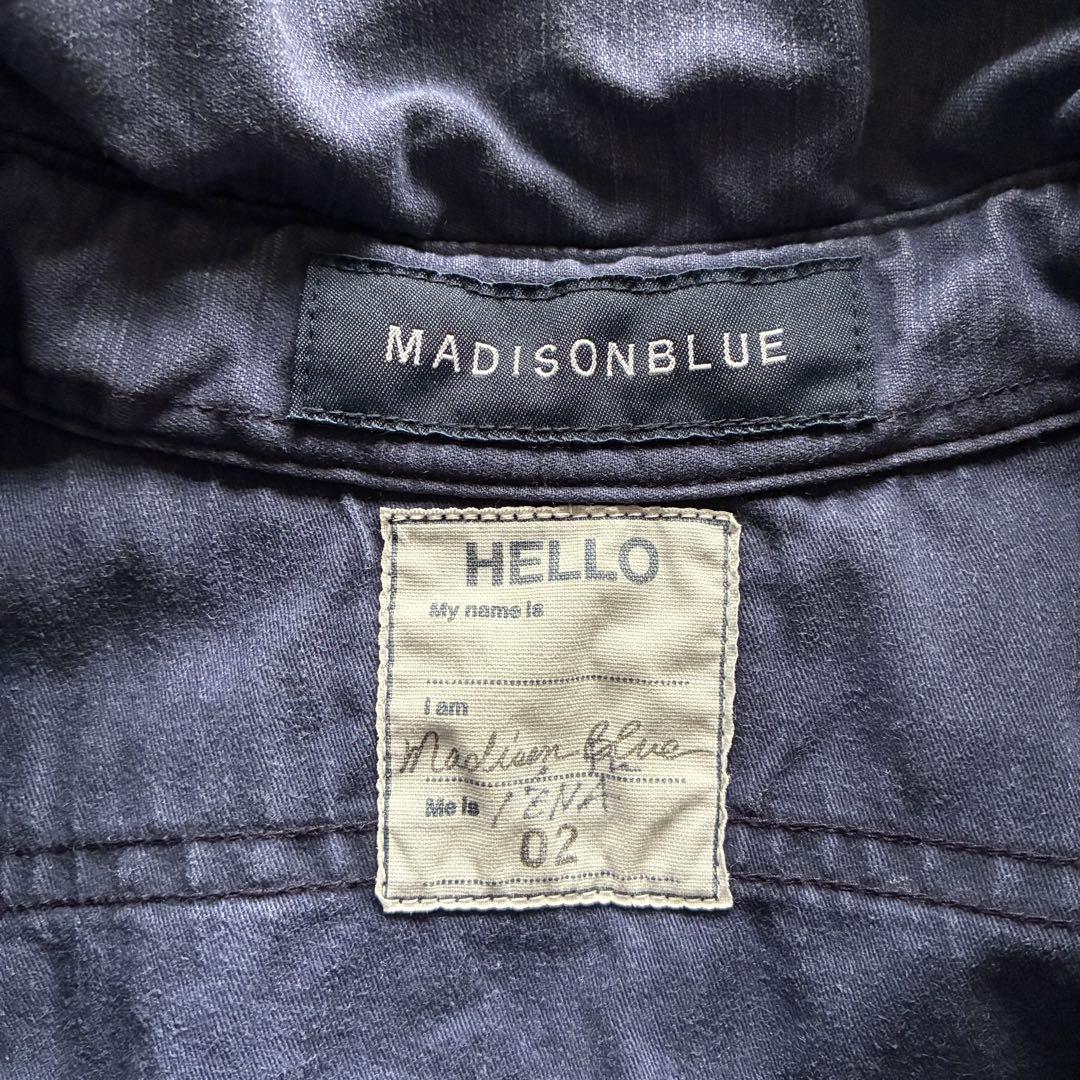 MADISONBLUE
HELLO
My name is
I am
Madison Blue
Me is IENA
02